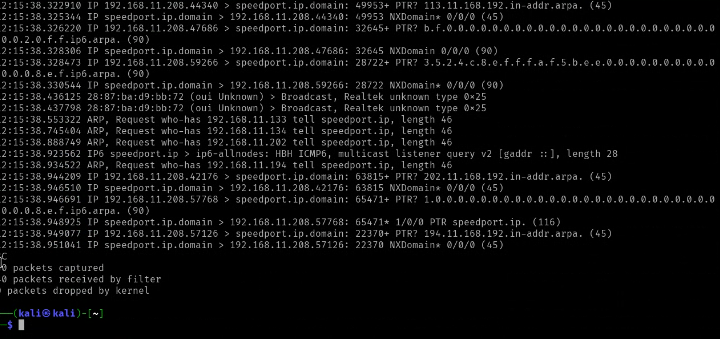 2:15:38.322910 IP 192.168.11.208.44340 > speedport.ip.domain: 49953+ PTR? 113.11.168.192.in-addr.arpa. (45)
2:15:38.325344 IP speedport.ip.domain > 192.168.11.208.44340: 49953 NXDomain* 0/0/0 (45)
2:15:38.326220 IP 192.168.11.208.47686 > speedport.ip.domain: 32645+ PTR? b.f.0.0.0.0.0.0.0.0.0.0.0.0.0.0.0.0.0.0.0
0.0.2.0.f.f.ip6.arpa. (90)
2:15:38.328306 IP speedport.ip.domain > 192.168.11.208.47686: 32645 NXDomain 0/0/0 (90)
2:15:38.328473 IP 192.168.11.208.59266 > speedport.ip.domain: 28722+ PTR? 3.5.2.4.c.8.e.f.f.f.a.f.5.b.e.e.0.0.0.0.0
0.0.0.8.e.f.ip6.arpa. (90)
2:15:38.330544 IP speedport.ip.domain > 192.168.11.208.59266: 28722 NXDomain* 0/0/0 (90)
2:15:38.436125 28:87:ba:d9:bb:72 (oui Unknown) > Broadcast, Realtek unknown type 0×25
2:15:38.437798 28:87:ba:d9:bb:72 (oui Unknown) > Broadcast, Realtek unknown type 0×25
2:15:38.553322 ARP, Request who-has 192.168.11.133 tell speedport.ip, length 46
2:15:38.745404 ARP, Request who-has 192.168.11.134 tell speedport.ip, length 46
2:15:38.888749 ARP, Request who-has 192.168.11.202 tell speedport.ip, length 46
2:15:38.923562 IP6 speedport.ip > ip6-allnodes: HBH ICMP6, multicast listener query v2 [gaddr ::], length 28
2:15:38.934522 ARP, Request who-has 192.168.11.194 tell speedport.ip, length 46
2:15:38.944209 IP 192.168.11.208.42176 > speedport.ip.domain: 63815+ PTR? 202.11.168.192.in-addr.arpa. (45)
2:15:38.946510 IP speedport.ip.domain > 192.168.11.208.42176: 63815 NXDomain* 0/0/0 (45)
2:15:38.946691 IP 192.168.11.208.57768 > speedport.ip.domain: 65471+ PTR? 1.0.0.0.0.0.0.0.0.0.0.0.0.0.0.0.0.0.0.0.0
0.0.0.8.e.f.ip6.arpa. (90)
2:15:38.948925 IP speedport.ip.domain > 192.168.11.208.57768: 65471* 1/0/0 PTR speedport.ip. (116)
2:15:38.949077 IP 192.168.11.208.57126 > speedport.ip.domain: 22370+ PTR? 194.11.168.192.in-addr.arpa. (45)
2:15:38.951041 IP speedport.ip.domain > 192.168.11.208.57126: 22370 NXDomain* 0/0/0 (45)
C
0 packets captured
0 packets received by filter
packets dropped by kernel
(kali㉿kali)-[~]
$